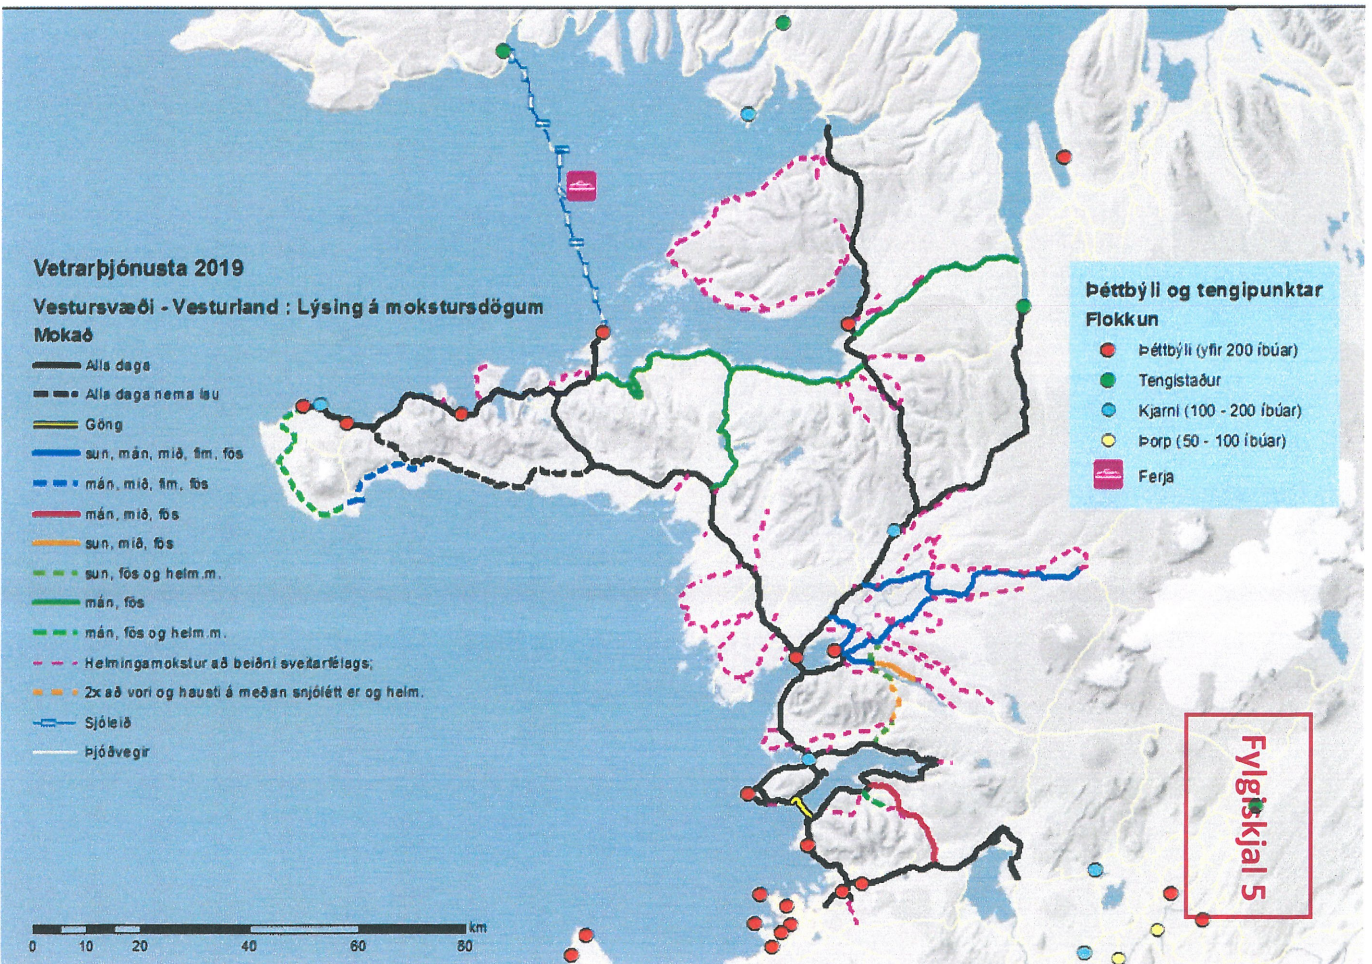 Vetrarþjónusta 2019
Vestursvæði - Vesturland : Lýsing á mokstursdögum
Mokað
Alla daga
Alla daga nema lau
Göng
sun, mán, mið, fim, fös
mán, mið, fim, fös
mán, mið, fös
sun, mið, fös
sun, fös og helm.m.
mán, fös
mán, fös og helm.m.
Helmingamokstur að beiðni sveitarfélags;
2x að vori og hausti á meðan snjólétt er og helm.
Sjóleið
Þjóðvegir
0 10 20 40 60 80 km
Þéttbýli og tengipunktar
Flokkun
Þéttbýli (yfir 200 íbúar)
Tengistaður
Kjarni (100 - 200 íbúar)
Þorp (50 - 100 íbúar)
Ferja
Fylgiskjal 5